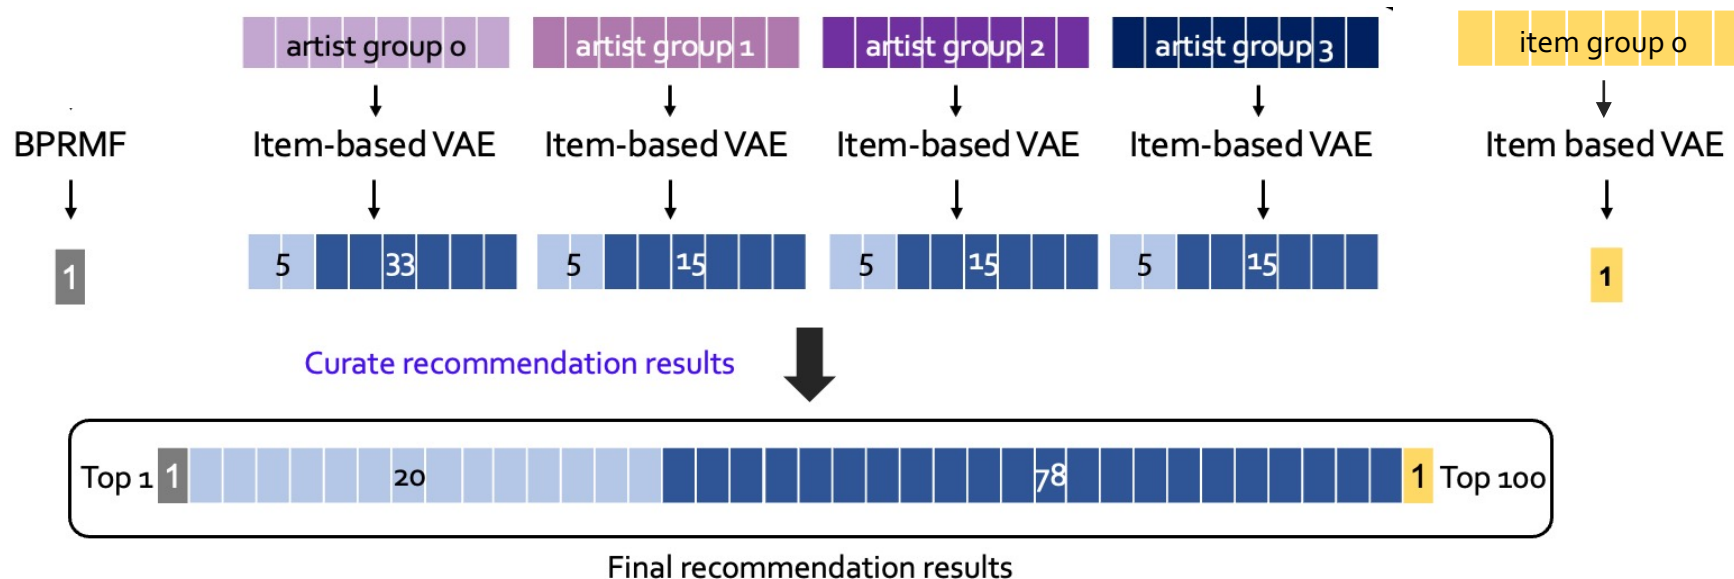 artist group 0
artist group 1
artist group 2
artist group 3
item group 0
BPRMF
Item-based VAE
Item-based VAE
Item-based VAE
Item-based VAE
Item based VAE
1
5
33
5
15
5
15
5
15
1
Curate recommendation results
Top 1
1
20
78
1
Top 100
Final recommendation results